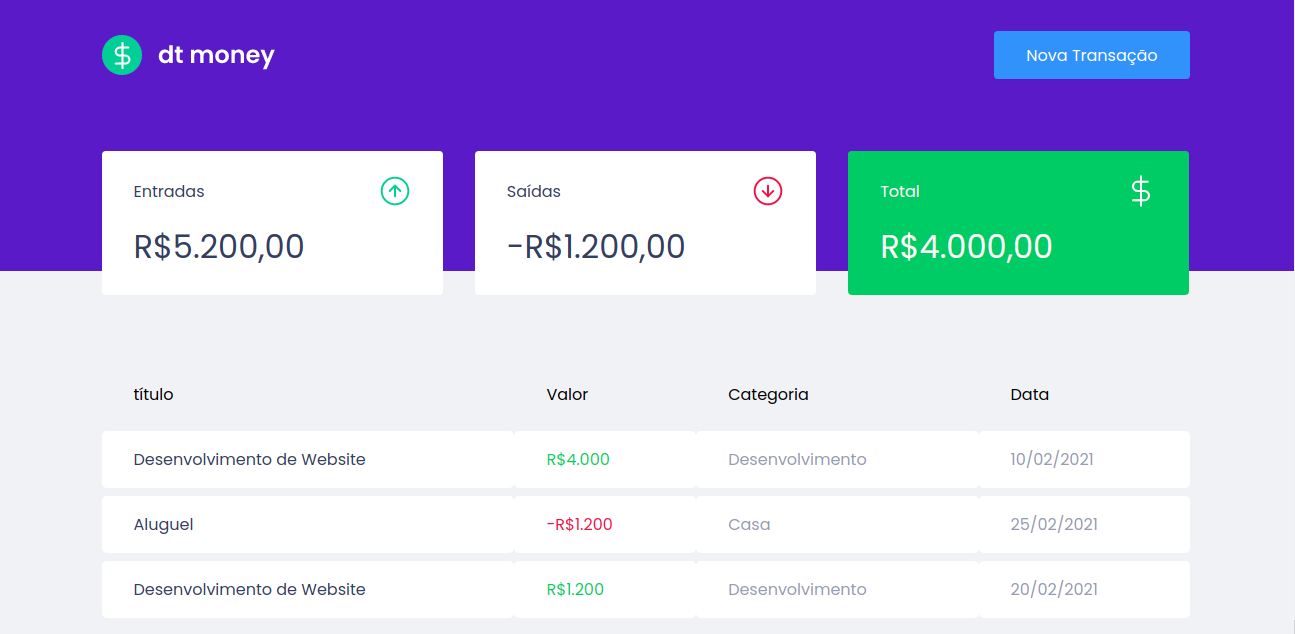 $ dt money
Nova Transação
Entradas
R$5.200,00
Saídas
-R$1.200,00
Total
$
R$4.000,00
título Valor Categoria Data
Desenvolvimento de Website R$4.000 Desenvolvimento 10/02/2021
Aluguel -R$1.200 Casa 25/02/2021
Desenvolvimento de Website R$1.200 Desenvolvimento 20/02/2021